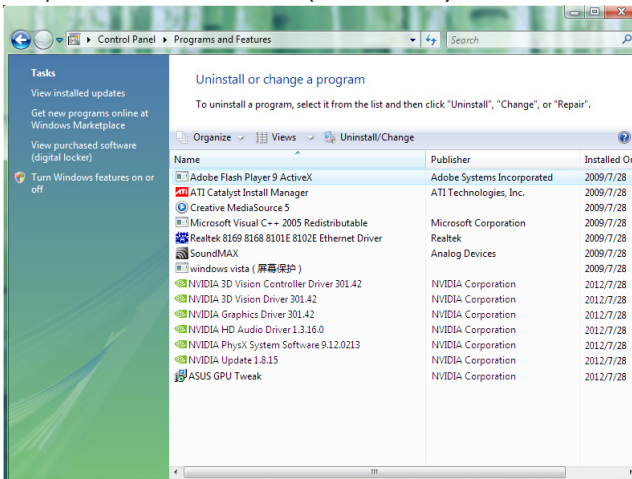 Control Panel ▸ Programs and Features
Search
Tasks
View installed updates
Get new programs online at
Windows Marketplace
View purchased software
(digital locker)
Turn Windows features on or
off
Uninstall or change a program
To uninstall a program, select it from the list and then click "Uninstall", "Change", or "Repair".
Organize Views Uninstall/Change
Name Publisher Installed On
Adobe Flash Player 9 ActiveX Adobe Systems Incorporated 2009/7/28
ATI Catalyst Install Manager ATI Technologies, Inc. 2009/7/28
Creative MediaSource 5 2009/7/28
Microsoft Visual C++ 2005 Redistributable Microsoft Corporation 2009/7/28
Realtek 8169 8168 8101E 8102E Ethernet Driver Realtek 2009/7/28
SoundMAX Analog Devices 2009/7/28
windows vista ( 屏幕保护 ) 2009/7/28
NVIDIA 3D Vision Controller Driver 301.42 NVIDIA Corporation 2012/7/28
NVIDIA 3D Vision Driver 301.42 NVIDIA Corporation 2012/7/28
NVIDIA Graphics Driver 301.42 NVIDIA Corporation 2012/7/28
NVIDIA HD Audio Driver 1.3.16.0 NVIDIA Corporation 2012/7/28
NVIDIA PhysX System Software 9.12.0213 NVIDIA Corporation 2012/7/28
NVIDIA Update 1.8.15 NVIDIA Corporation 2012/7/28
ASUS GPU Tweak NVIDIA Corporation 2012/7/28